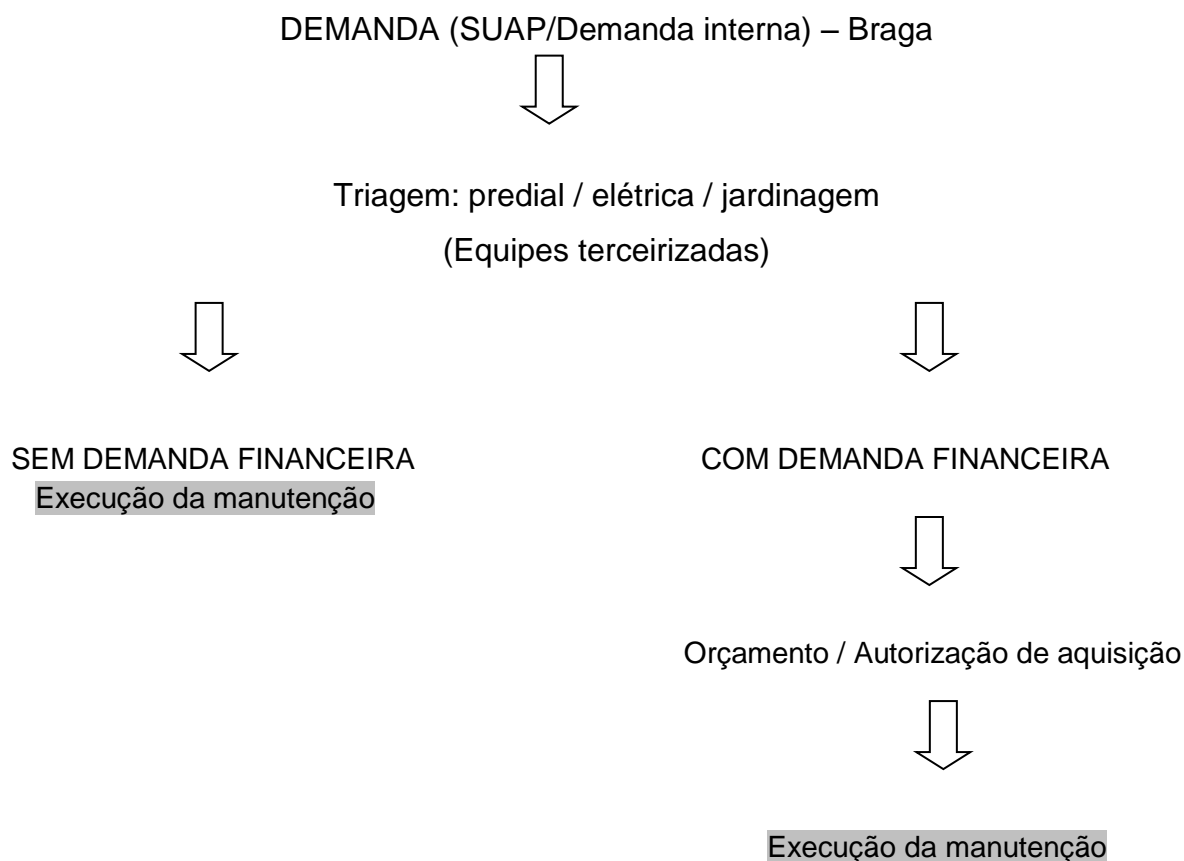 DEMANDA (SUAP/Demanda interna) – Braga
Triagem: predial / elétrica / jardinagem
(Equipes terceirizadas)
SEM DEMANDA FINANCEIRA
Execução da manutenção
COM DEMANDA FINANCEIRA
Orçamento / Autorização de aquisição
Execução da manutenção